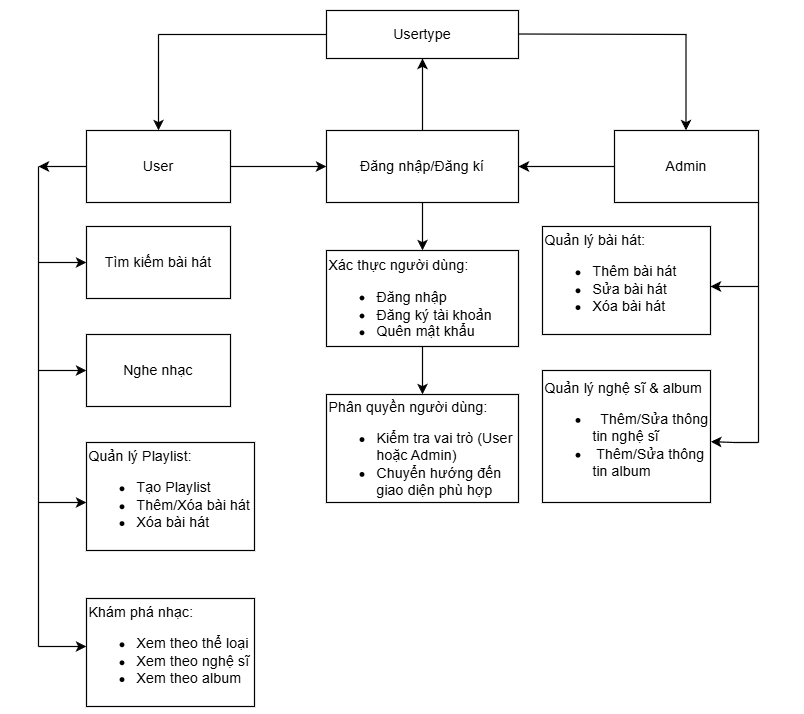 Usertype
User
Đăng nhập/Đăng kí
Admin
Tìm kiếm bài hát
Nghe nhạc
Quản lý Playlist:
Tạo Playlist
Thêm/Xóa bài hát
Xóa bài hát
Khám phá nhạc:
Xem theo thể loại
Xem theo nghệ sĩ
Xem theo album
Xác thực người dùng:
Đăng nhập
Đăng ký tài khoản
Quên mật khẩu
Phân quyền người dùng:
Kiểm tra vai trò (User
hoặc Admin)
Chuyển hướng đến
giao diện phù hợp
Quản lý bài hát:
Thêm bài hát
Sửa bài hát
Xóa bài hát
Quản lý nghệ sĩ & album
Thêm/Sửa thông
tin nghệ sĩ
Thêm/Sửa thông
tin album